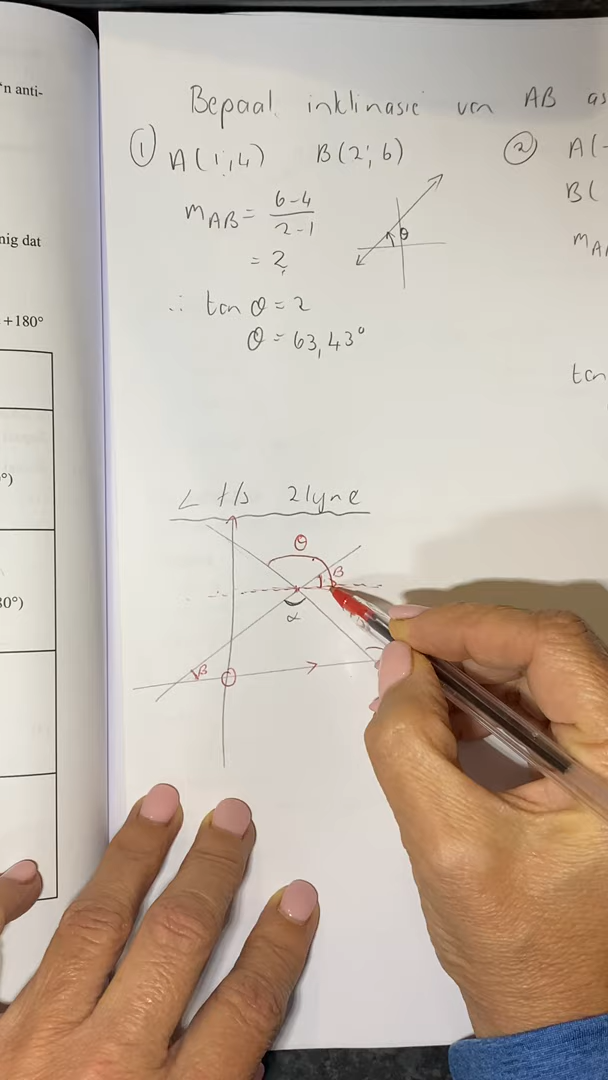 'n anti-
nig dat
+180°
°)
80°)
Bepaal inklinasie van AB as
① A(1;4) B(2;6)
m_AB = 6-4 / 2-1
= 2
∴ tan θ = 2
θ = 63,43°
θ
② A(-
B(
m_A
tan
∠ t/s 2 lyne
θ
β
α
β